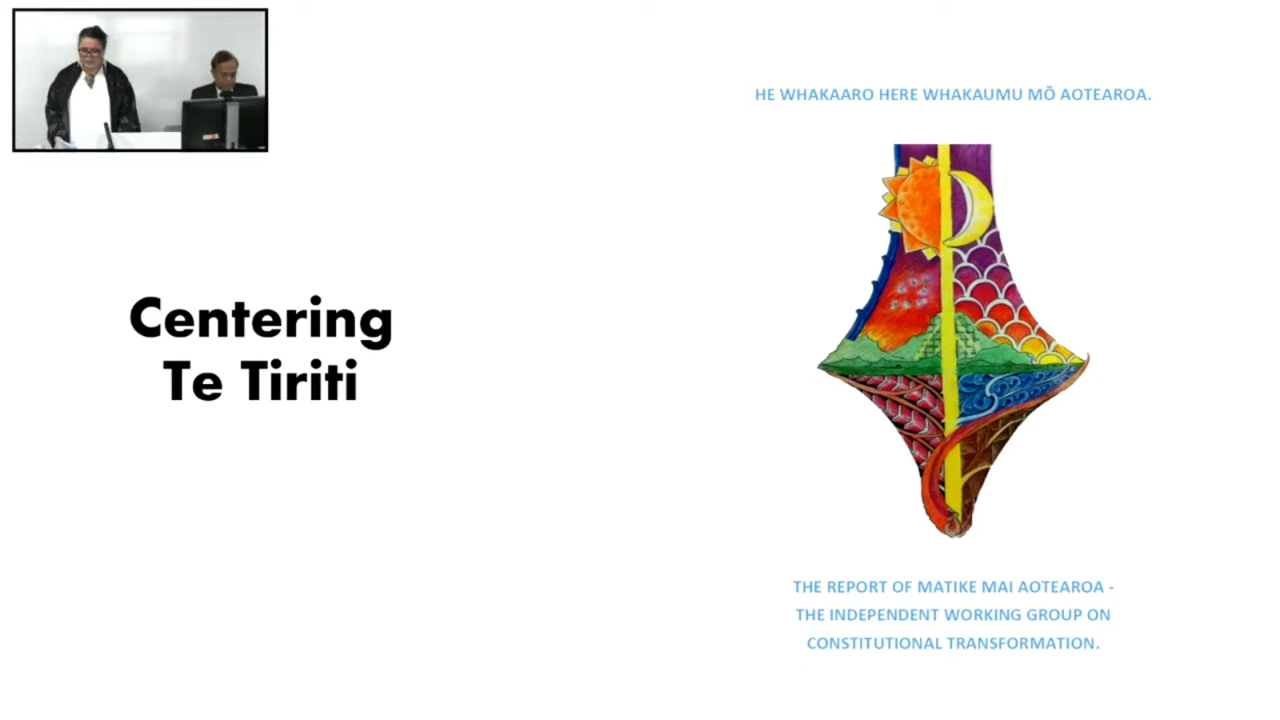 Centering
Te Tiriti
HE WHAKAARO HERE WHAKAUMU MŌ AOTEAROA.
THE REPORT OF MATIKE MAI AOTEAROA -
THE INDEPENDENT WORKING GROUP ON
CONSTITUTIONAL TRANSFORMATION.